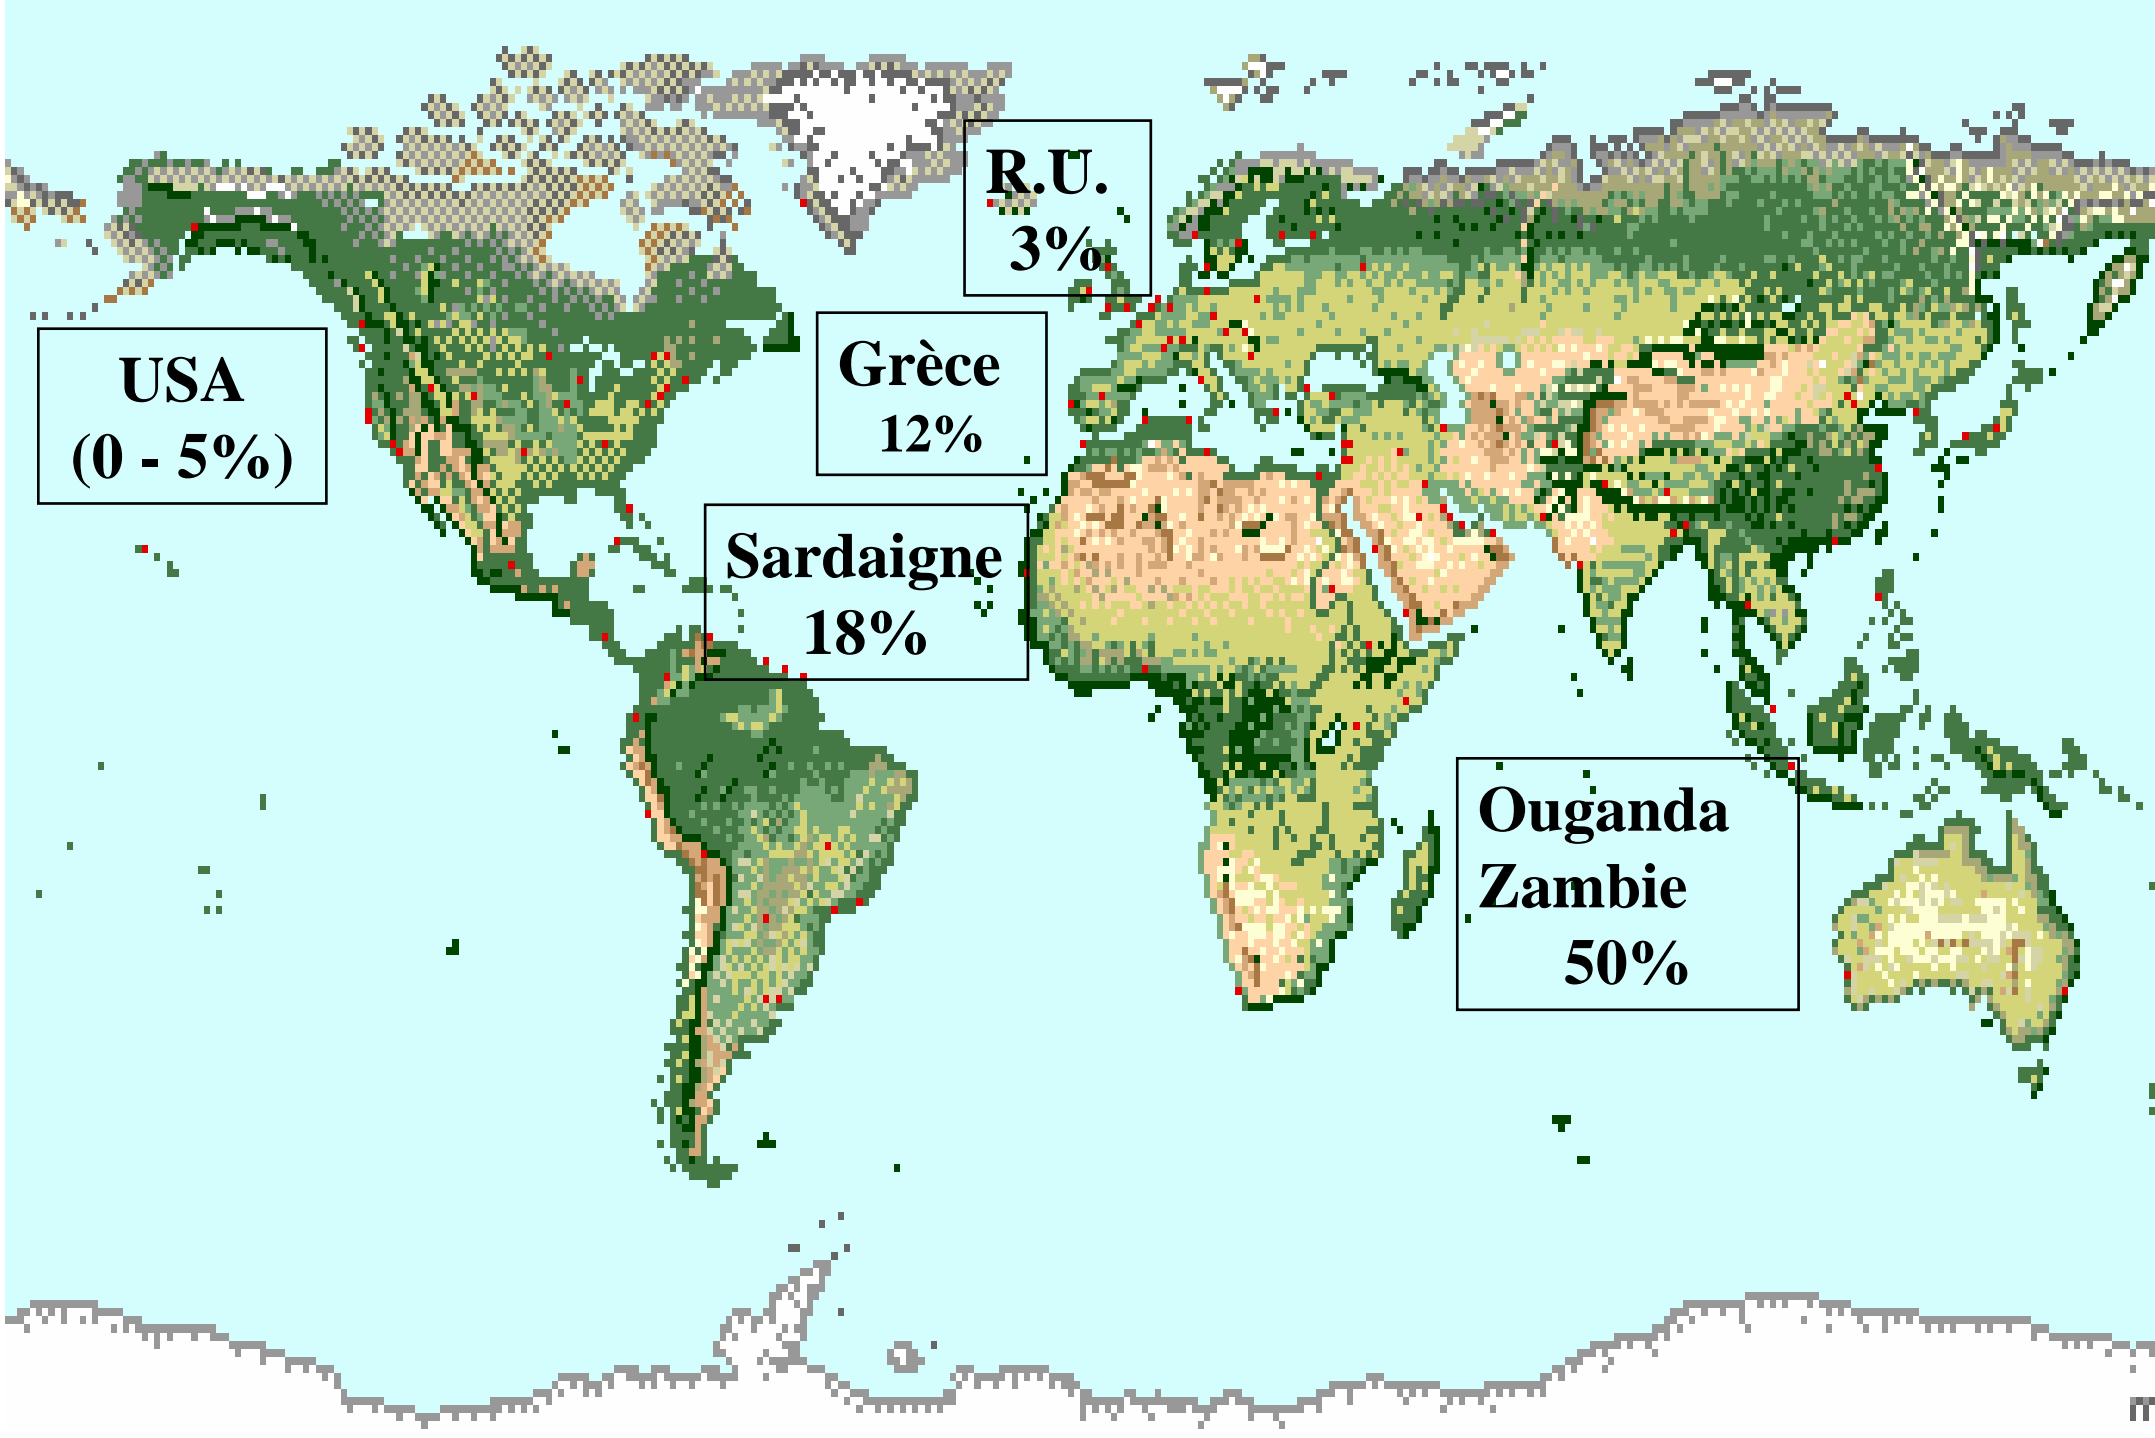 R.U.
3%
Grèce
12%
USA
(0 - 5%)
Sardaigne
18%
Ouganda
Zambie
50%